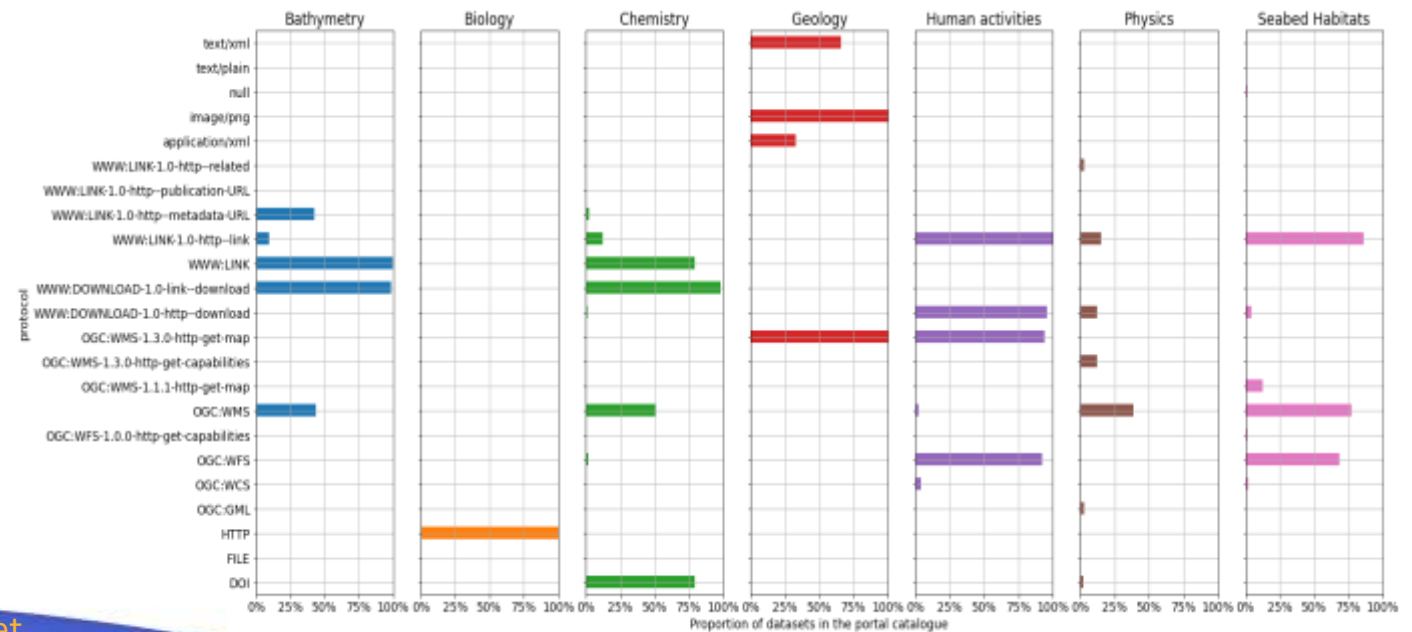 Bathymetry Biology Chemistry Geology Human activities Physics Seabed Habitats
text/xml
text/plain
null
image/png
application/xml
WWW:LINK-1.0-http--related
WWW:LINK-1.0-http--publication-URL
WWW:LINK-1.0-http--metadata-URL
WWW:LINK-1.0-http--link
WWW:LINK
WWW:DOWNLOAD-1.0-link--download
WWW:DOWNLOAD-1.0-http--download
OGC:WMS-1.3.0-http-get-map
OGC:WMS-1.3.0-http-get-capabilities
OGC:WMS-1.1.1-http-get-map
OGC:WMS
OGC:WFS-1.0.0-http-get-capabilities
OGC:WFS
OGC:WCS
OGC:GML
HTTP
FILE
DOI
protocol
0% 25% 50% 75% 100% 0% 25% 50% 75% 100% 0% 25% 50% 75% 100% 0% 25% 50% 75% 100% 0% 25% 50% 75% 100% 0% 25% 50% 75% 100% 0% 25% 50% 75% 100%
Proportion of datasets in the portal catalogue